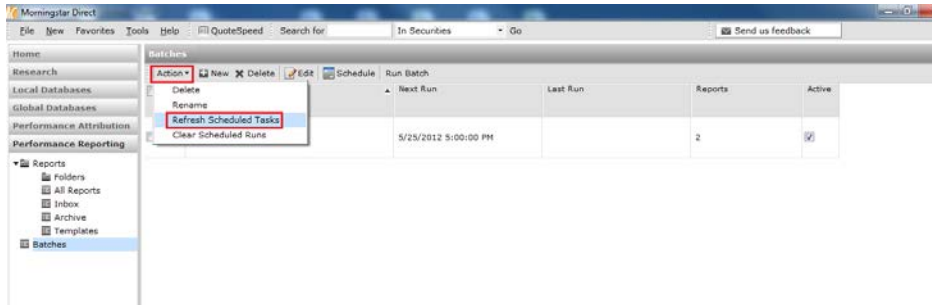 Morningstar Direct
File New Favorites Tools Help QuoteSpeed Search for In Securities Go Send us feedback
Home
Research
Local Databases
Global Databases
Performance Attribution
Performance Reporting
Reports
Folders
All Reports
Inbox
Archive
Templates
Batches
Batches
Action New Delete Edit Schedule Run Batch
Delete
Rename
Refresh Scheduled Tasks
Clear Scheduled Runs
Next Run Last Run Reports Active
5/25/2012 5:00:00 PM 2